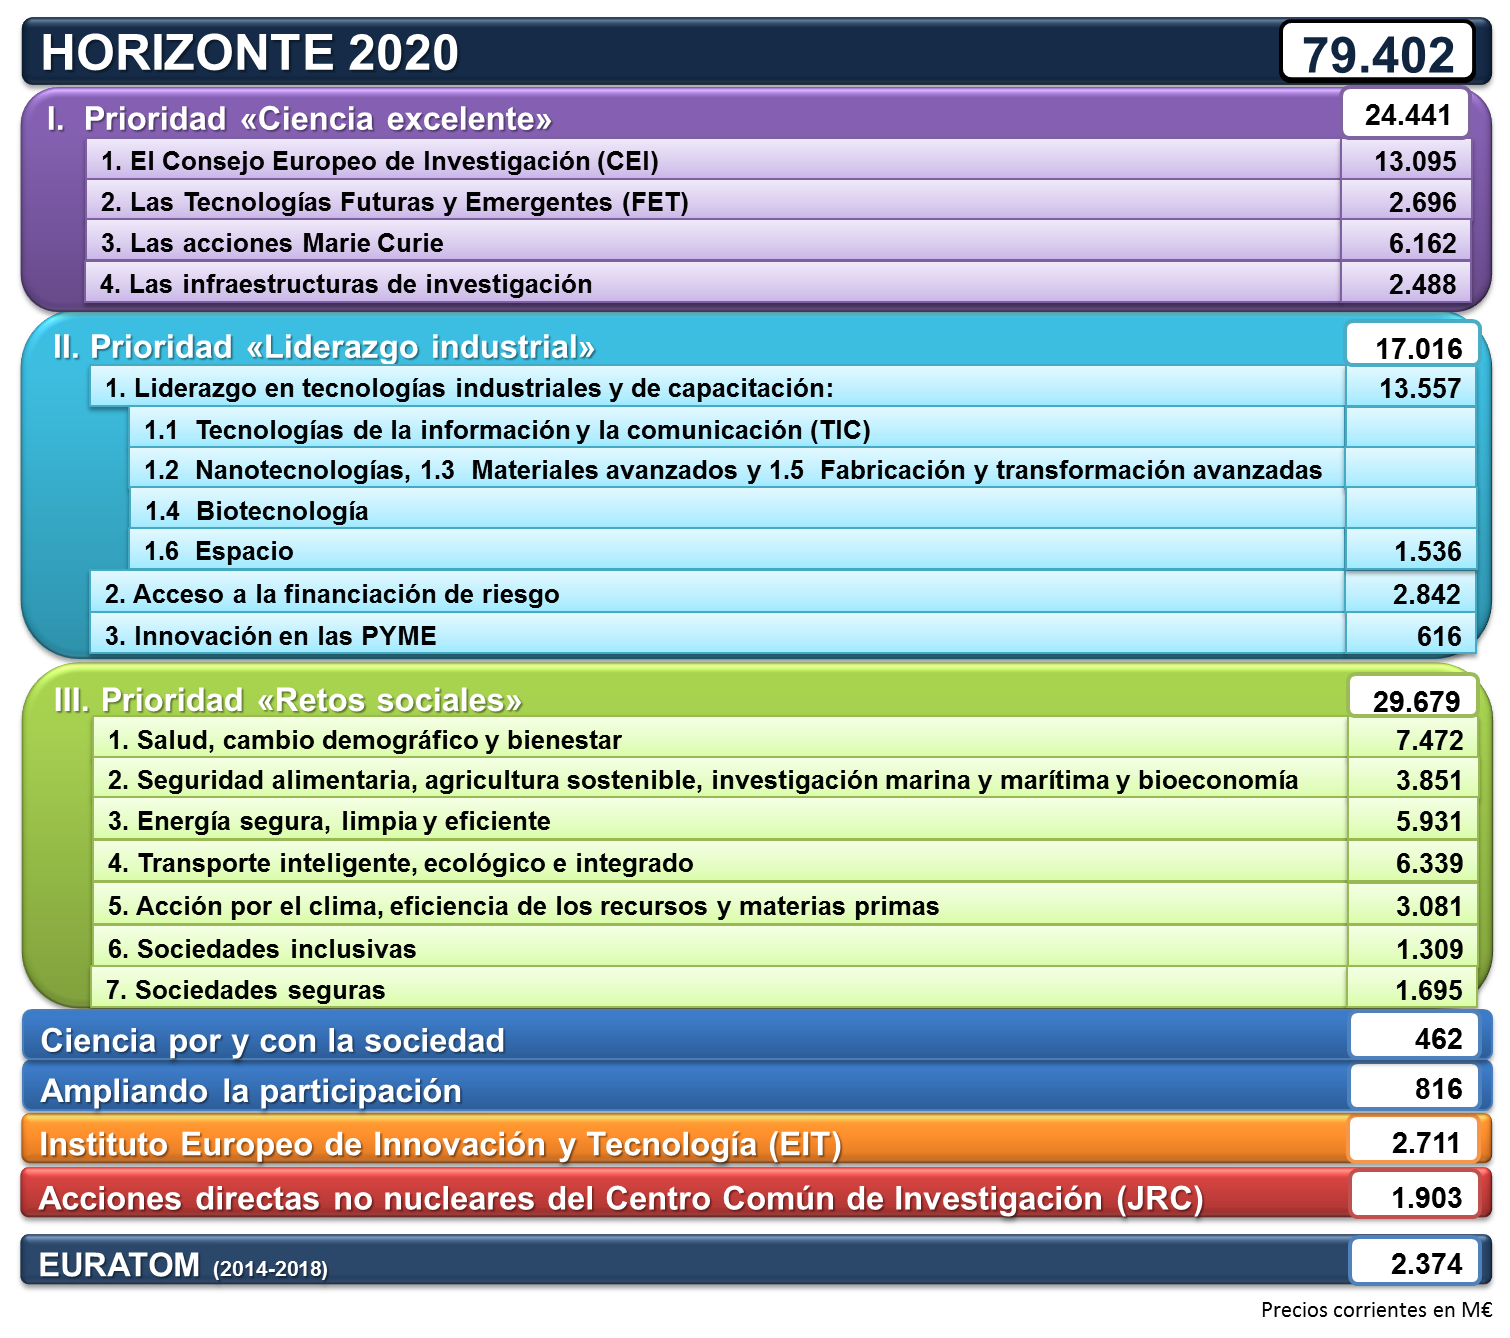 HORIZONTE 2020 79.402
I. Prioridad «Ciencia excelente» 24.441
1. El Consejo Europeo de Investigación (CEI) 13.095
2. Las Tecnologías Futuras y Emergentes (FET) 2.696
3. Las acciones Marie Curie 6.162
4. Las infraestructuras de investigación 2.488
II. Prioridad «Liderazgo industrial» 17.016
1. Liderazgo en tecnologías industriales y de capacitación: 13.557
1.1 Tecnologías de la información y la comunicación (TIC)
1.2 Nanotecnologías, 1.3 Materiales avanzados y 1.5 Fabricación y transformación avanzadas
1.4 Biotecnología
1.6 Espacio 1.536
2. Acceso a la financiación de riesgo 2.842
3. Innovación en las PYME 616
III. Prioridad «Retos sociales» 29.679
1. Salud, cambio demográfico y bienestar 7.472
2. Seguridad alimentaria, agricultura sostenible, investigación marina y marítima y bioeconomía 3.851
3. Energía segura, limpia y eficiente 5.931
4. Transporte inteligente, ecológico e integrado 6.339
5. Acción por el clima, eficiencia de los recursos y materias primas 3.081
6. Sociedades inclusivas 1.309
7. Sociedades seguras 1.695
Ciencia por y con la sociedad 462
Ampliando la participación 816
Instituto Europeo de Innovación y Tecnología (EIT) 2.711
Acciones directas no nucleares del Centro Común de Investigación (JRC) 1.903
EURATOM (2014-2018) 2.374
Precios corrientes en M€